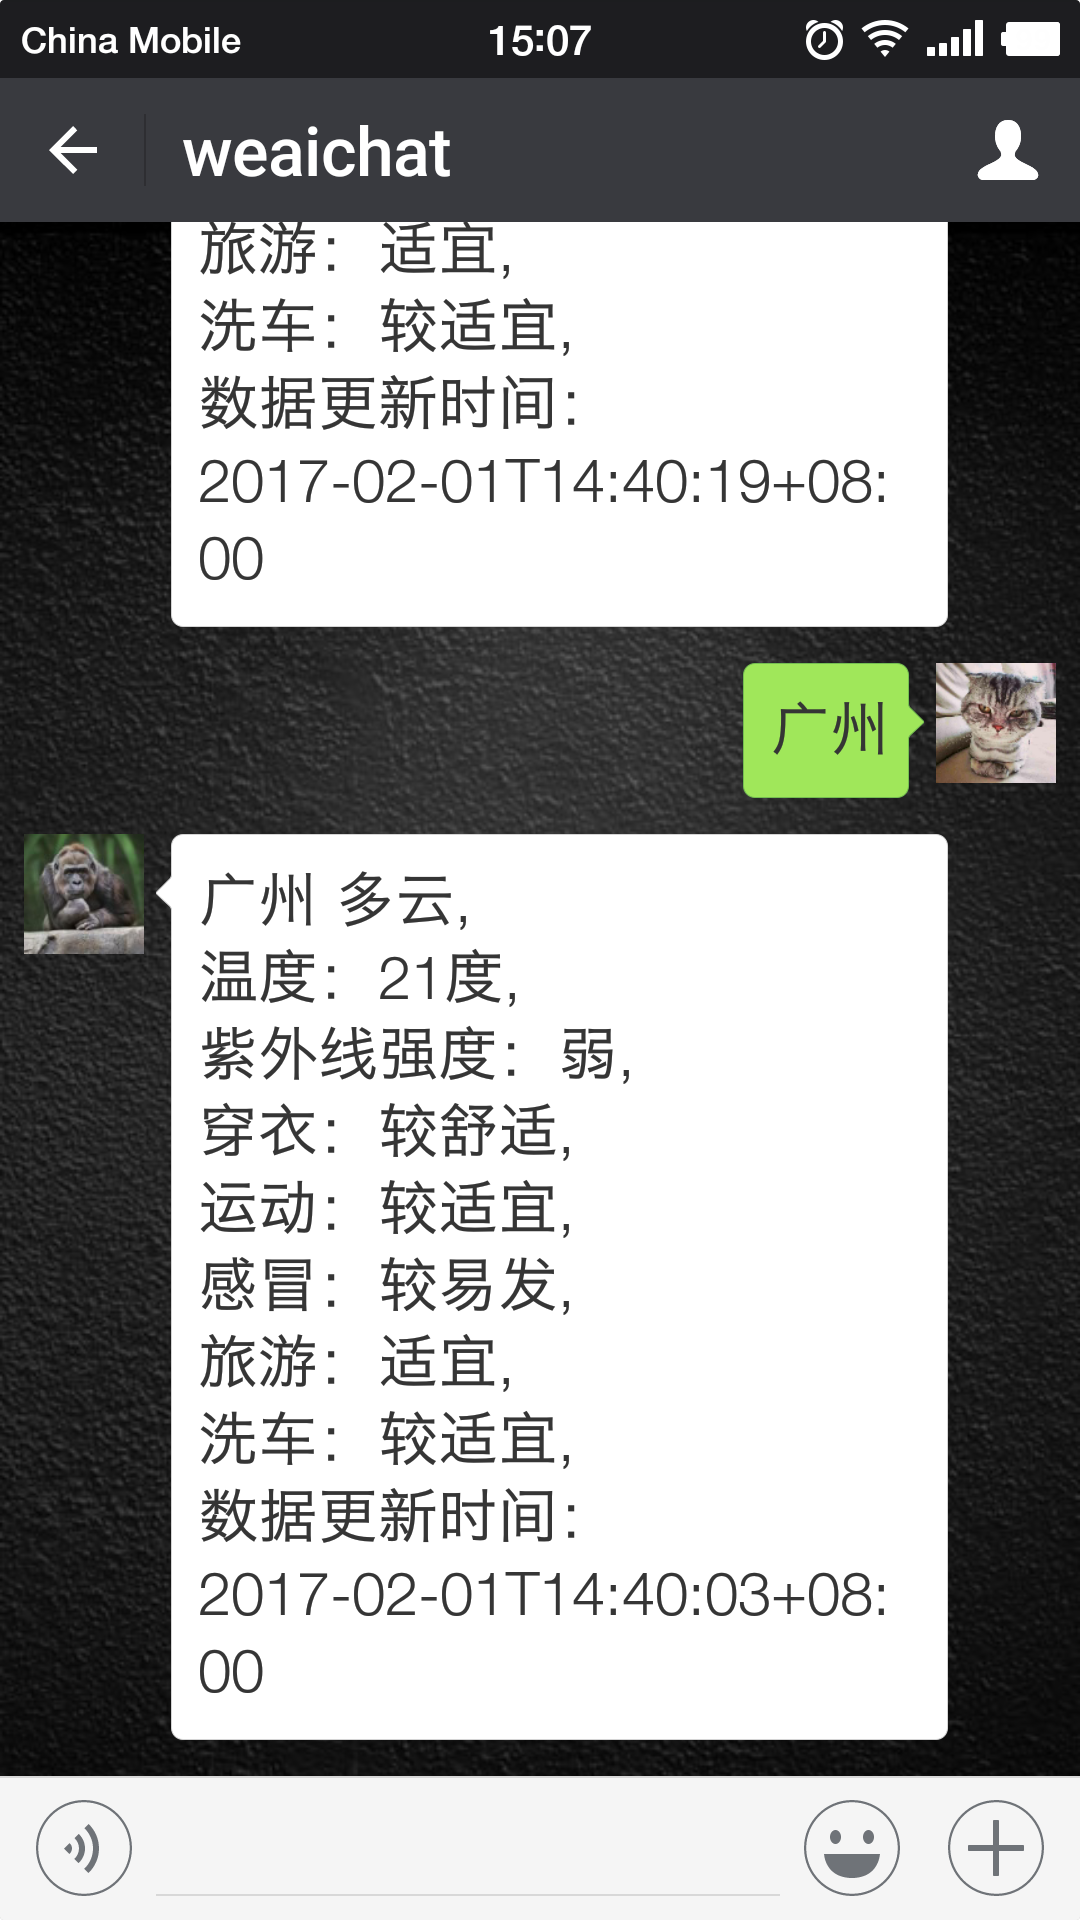 China Mobile 15:07
weaichat
旅游：适宜,
洗车：较适宜,
数据更新时间：
2017-02-01T14:40:19+08:
00
广州
广州 多云,
温度：21度,
紫外线强度：弱,
穿衣：较舒适,
运动：较适宜,
感冒：较易发,
旅游：适宜,
洗车：较适宜,
数据更新时间：
2017-02-01T14:40:03+08:
00